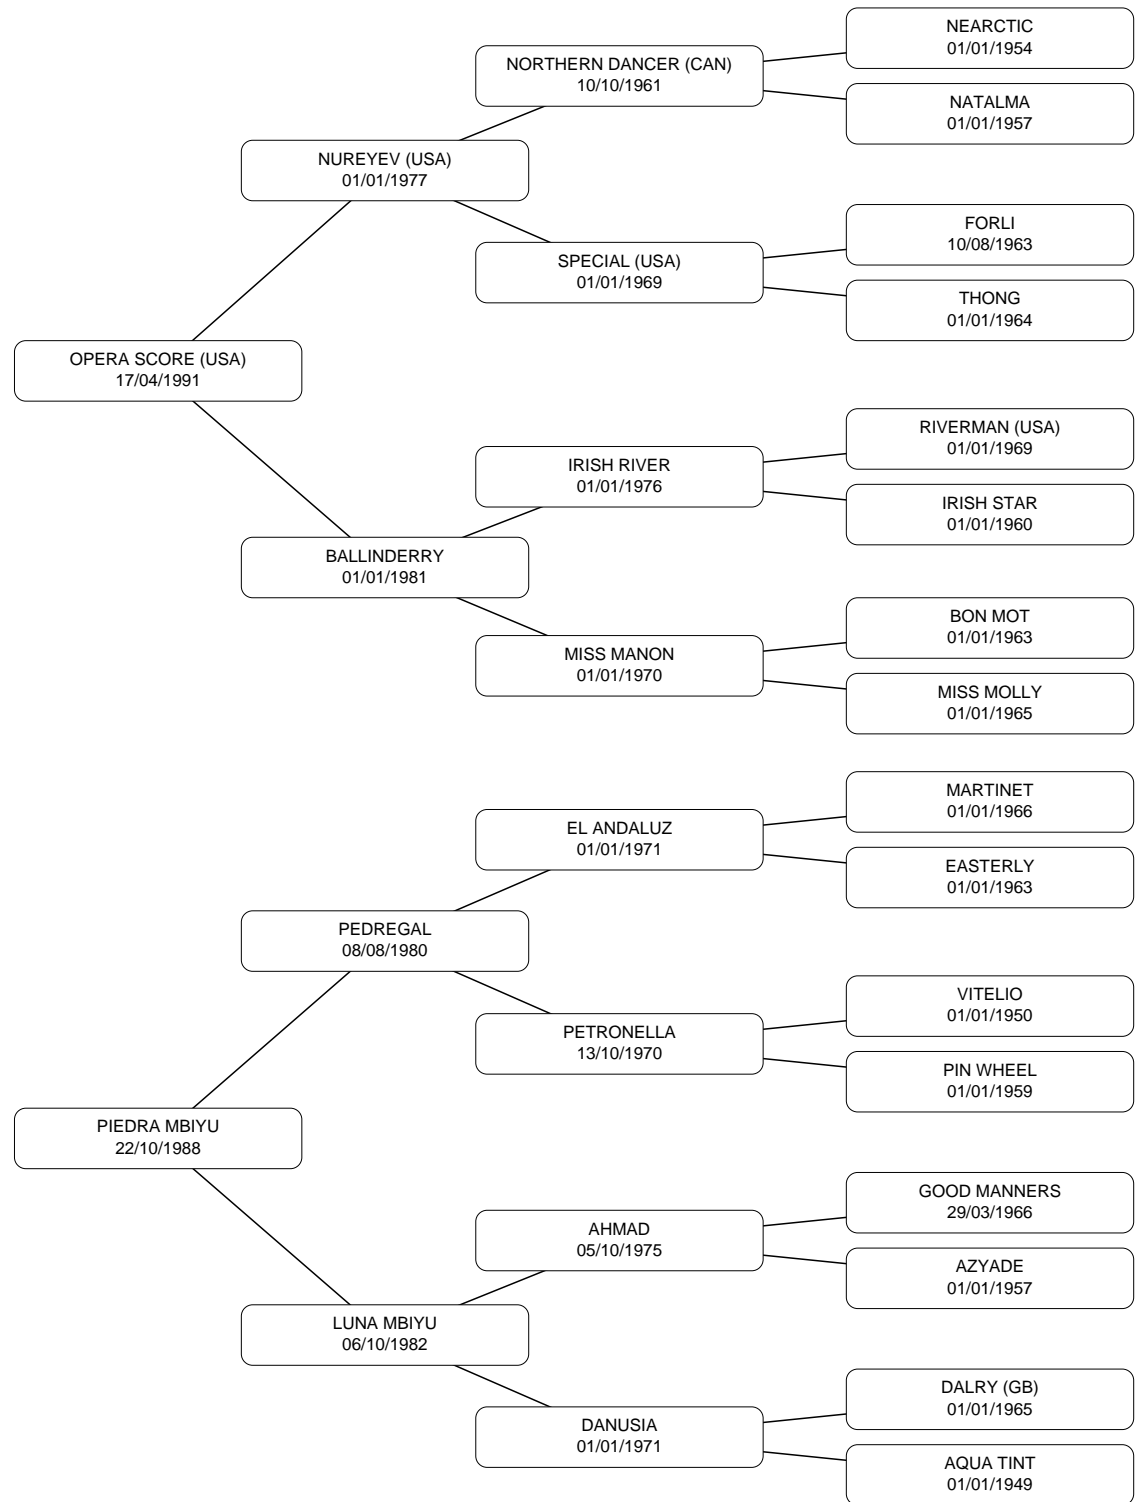 NEARCTIC
01/01/1954
NORTHERN DANCER (CAN)
10/10/1961
NATALMA
01/01/1957
NUREYEV (USA)
01/01/1977
FORLI
10/08/1963
SPECIAL (USA)
01/01/1969
THONG
01/01/1964
OPERA SCORE (USA)
17/04/1991
RIVERMAN (USA)
01/01/1969
IRISH RIVER
01/01/1976
IRISH STAR
01/01/1960
BALLINDERRY
01/01/1981
BON MOT
01/01/1963
MISS MANON
01/01/1970
MISS MOLLY
01/01/1965
MARTINET
01/01/1966
EL ANDALUZ
01/01/1971
EASTERLY
01/01/1963
PEDREGAL
08/08/1980
VITELIO
01/01/1950
PETRONELLA
13/10/1970
PIN WHEEL
01/01/1959
PIEDRA MBIYU
22/10/1988
GOOD MANNERS
29/03/1966
AHMAD
05/10/1975
AZYADE
01/01/1957
LUNA MBIYU
06/10/1982
DALRY (GB)
01/01/1965
DANUSIA
01/01/1971
AQUA TINT
01/01/1949